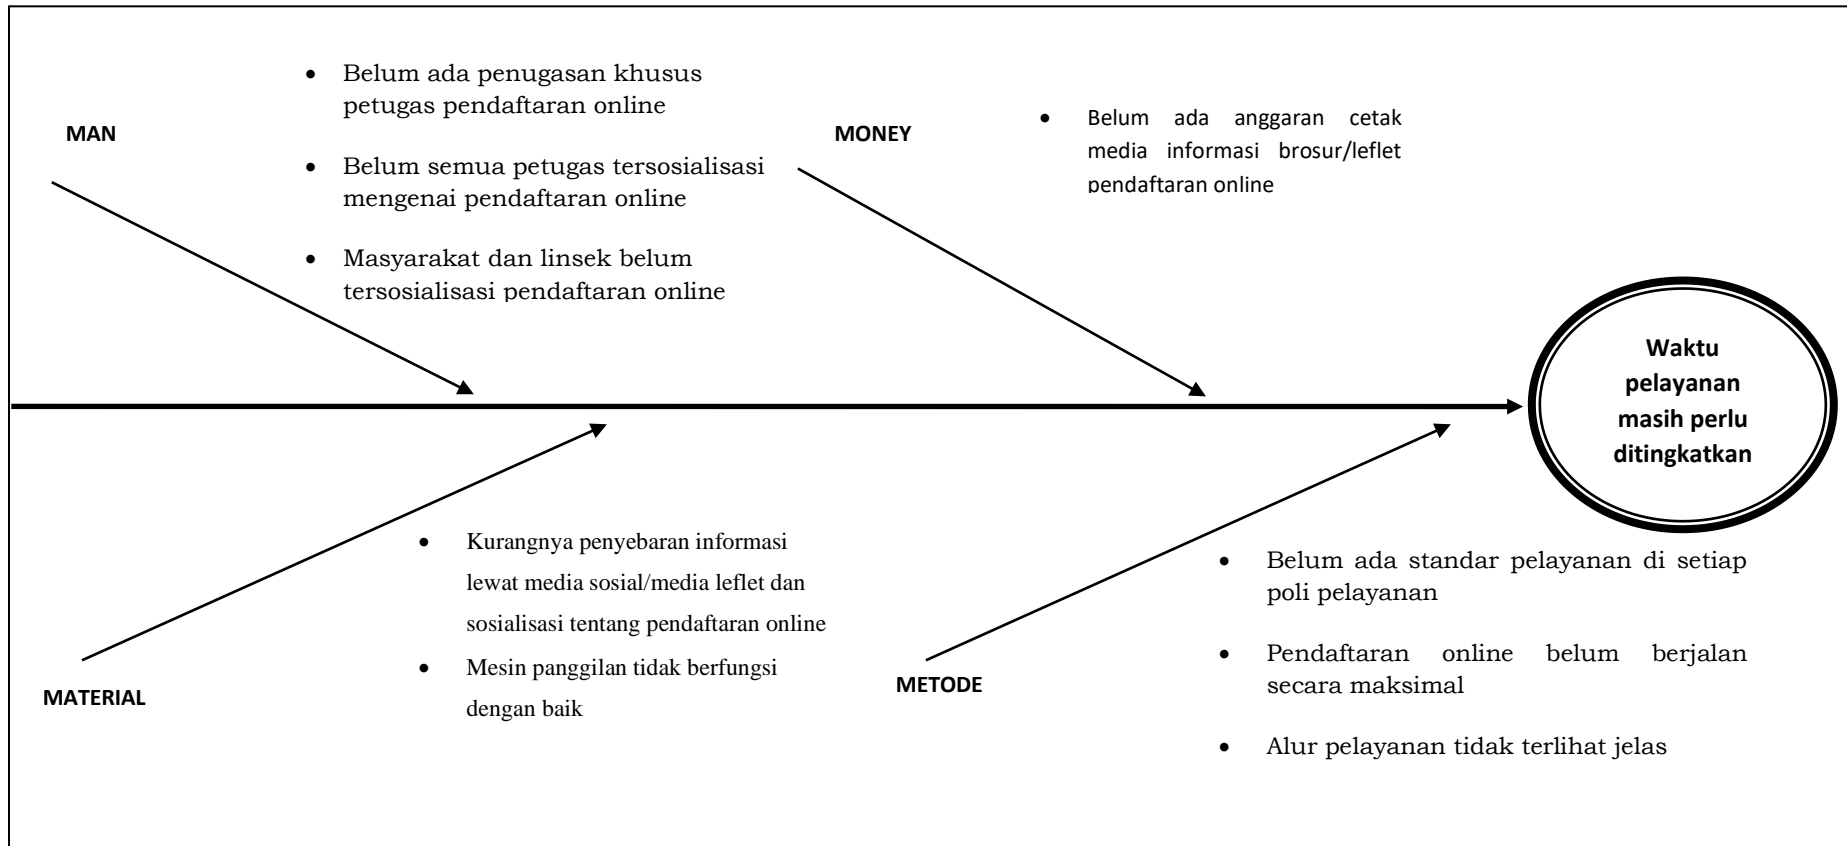 MAN
• Belum ada penugasan khusus
petugas pendaftaran online
• Belum semua petugas tersosialisasi
mengenai pendaftaran online
• Masyarakat dan linsek belum
tersosialisasi pendaftaran online
MONEY
• Belum ada anggaran cetak
media informasi brosur/leflet
pendaftaran online
Waktu
pelayanan
masih perlu
ditingkatkan
MATERIAL
• Kurangnya penyebaran informasi
lewat media sosial/media leflet dan
sosialisasi tentang pendaftaran online
• Mesin panggilan tidak berfungsi
dengan baik
METODE
• Belum ada standar pelayanan di setiap
poli pelayanan
• Pendaftaran online belum berjalan
secara maksimal
• Alur pelayanan tidak terlihat jelas